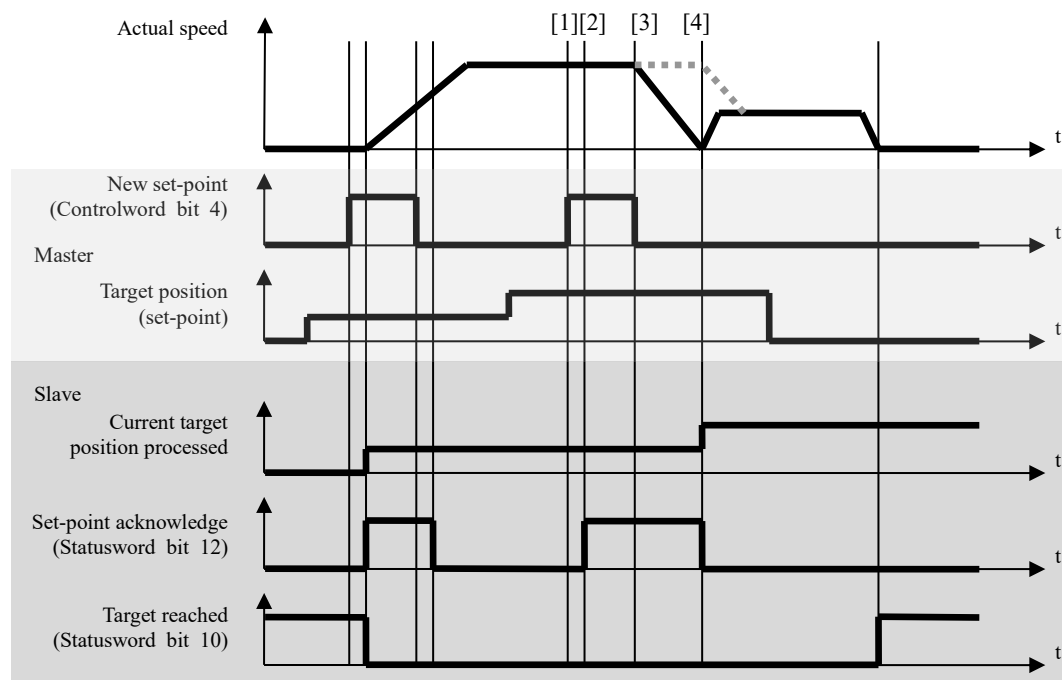 Actual speed
[1][2] [3] [4]
t
New set-point
(Controlword bit 4)
t
Master
Target position
(set-point)
t
Slave
Current target
position processed
t
Set-point acknowledge
(Statusword bit 12)
t
Target reached
(Statusword bit 10)
t